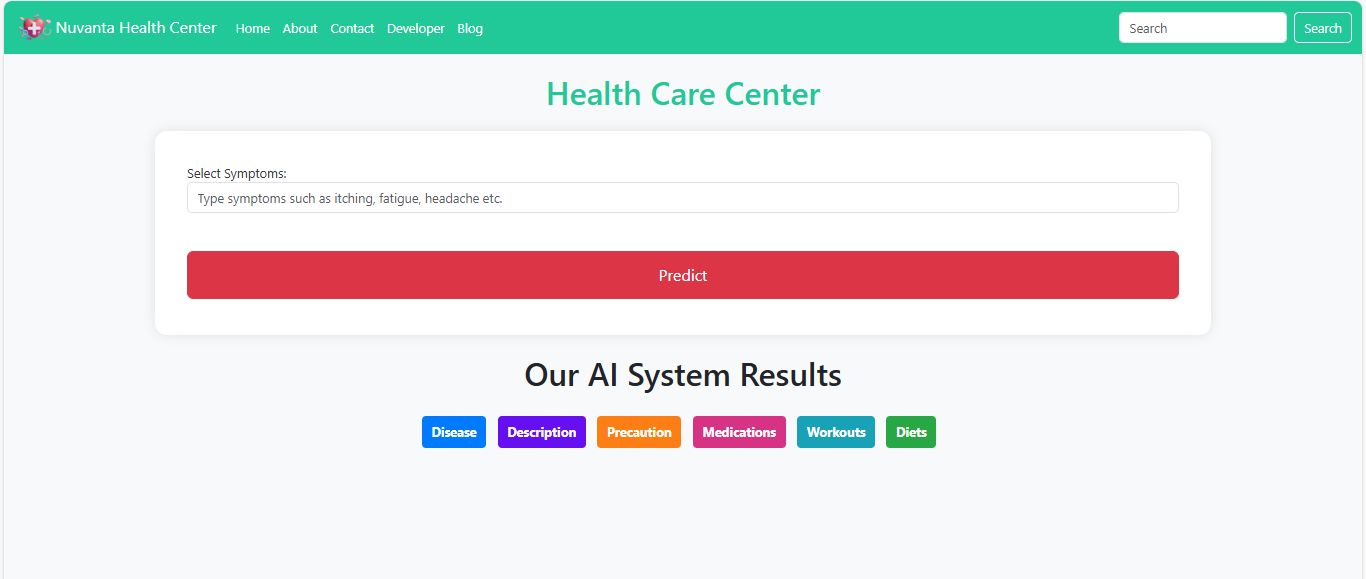 Nuvanta Health Center Home About Contact Developer Blog Search Search
Health Care Center
Select Symptoms:
Type symptoms such as itching, fatigue, headache etc.
Predict
Our AI System Results
Disease Description Precaution Medications Workouts Diets